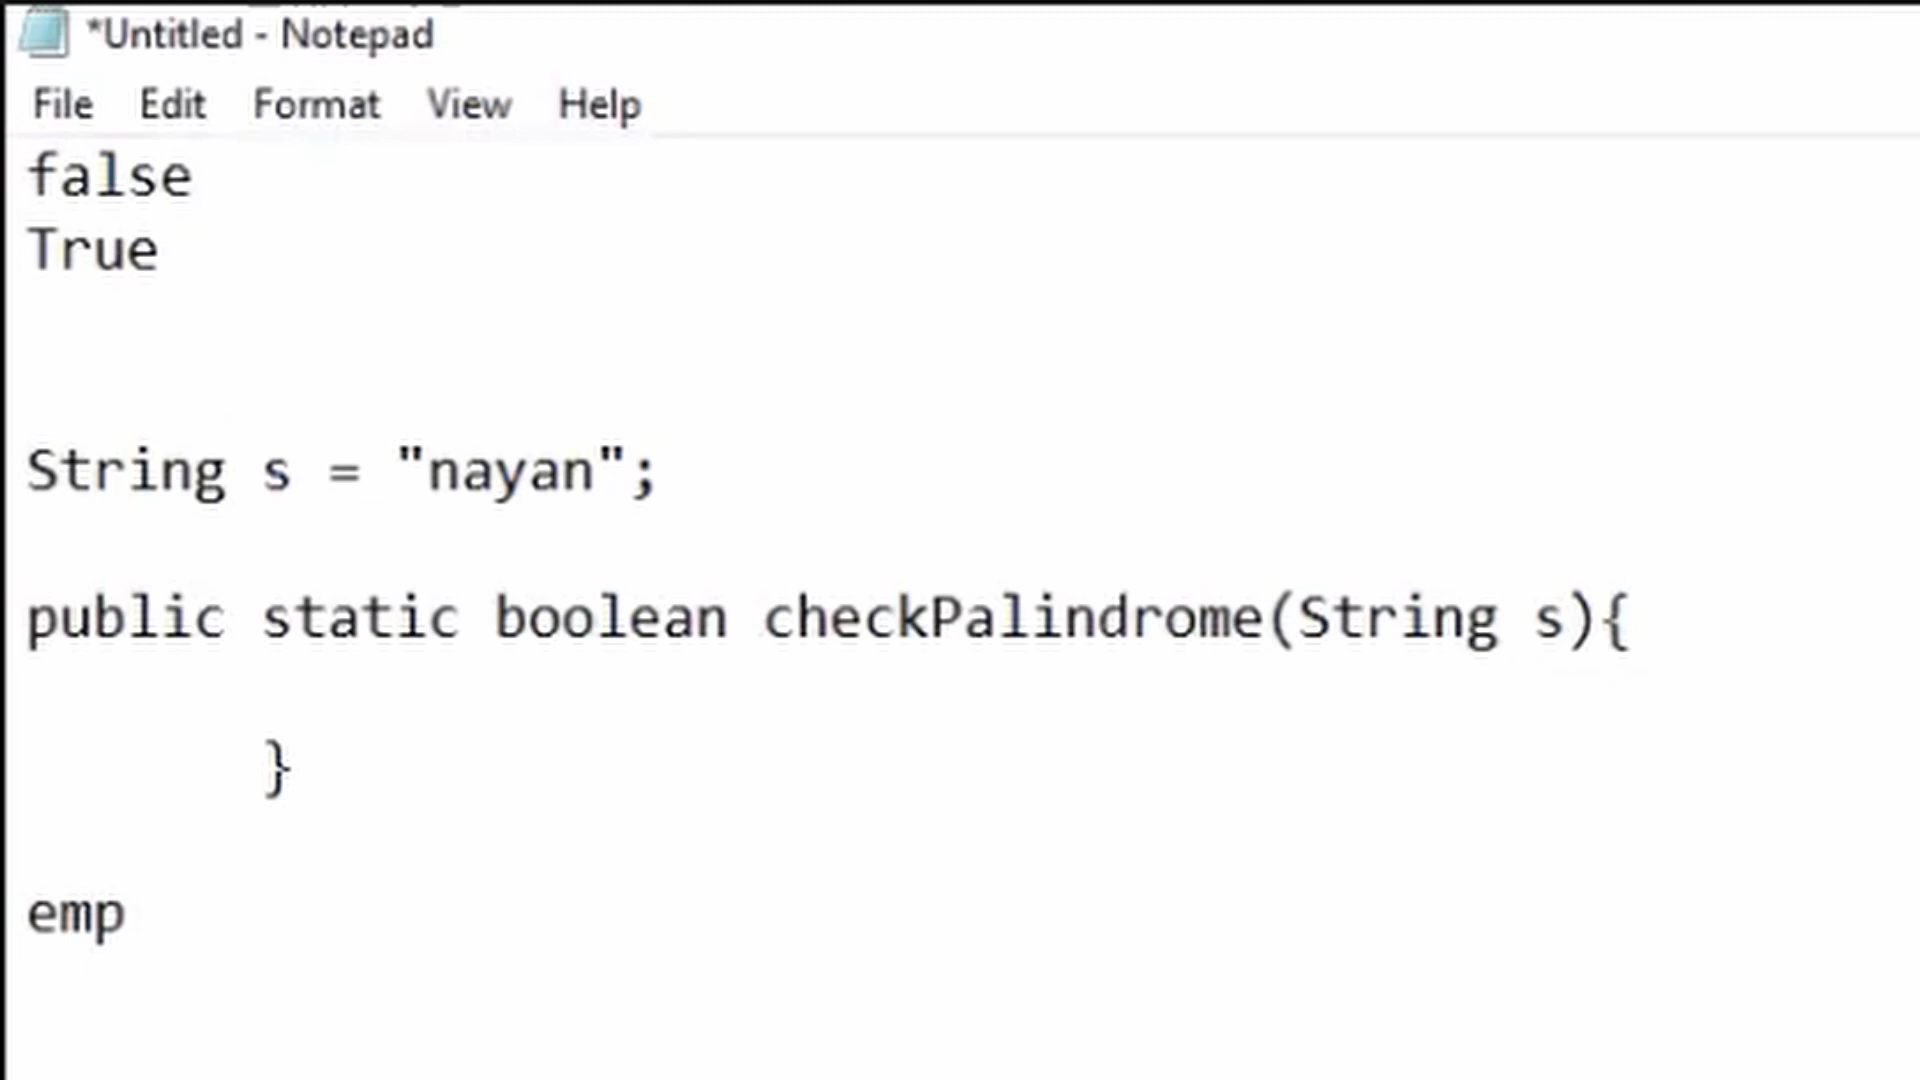 *Untitled - Notepad
File Edit Format View Help
false
True
String s = "nayan";
public static boolean checkPalindrome(String s){
}
emp